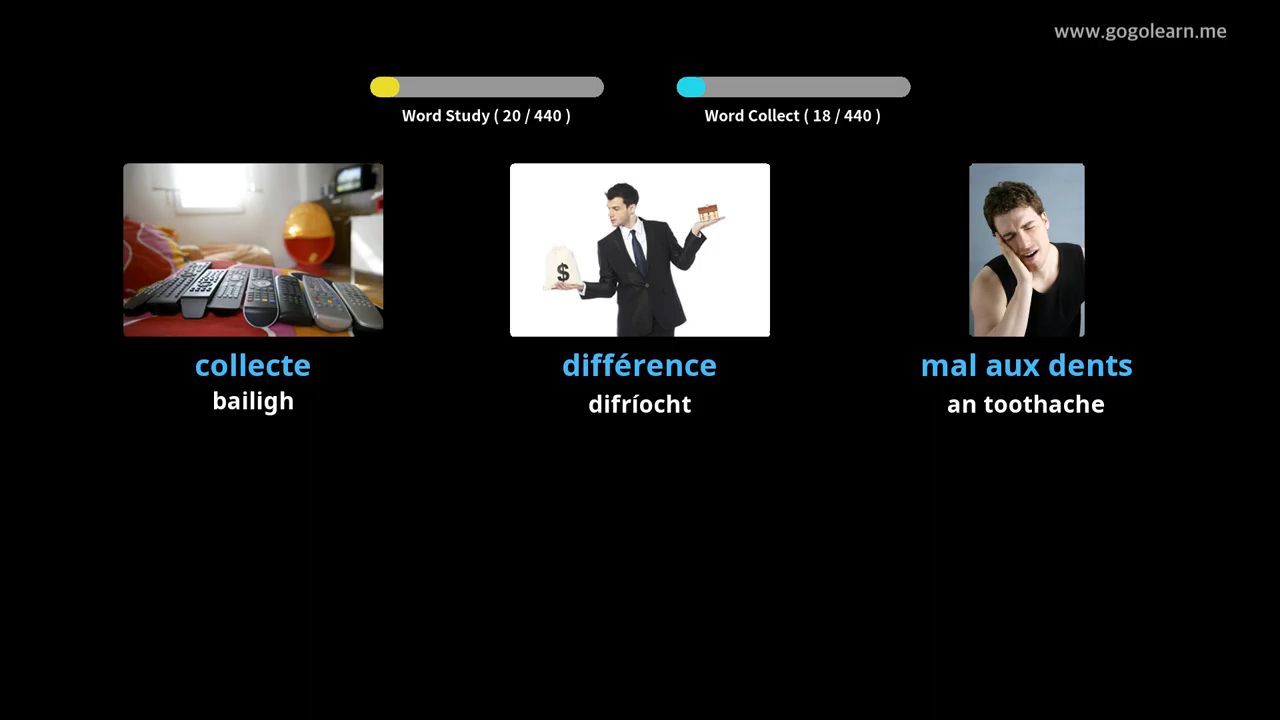 www.gogolearn.me
Word Study ( 20 / 440 )
Word Collect ( 18 / 440 )
$
collecte
bailigh
différence
difríocht
mal aux dents
an toothache